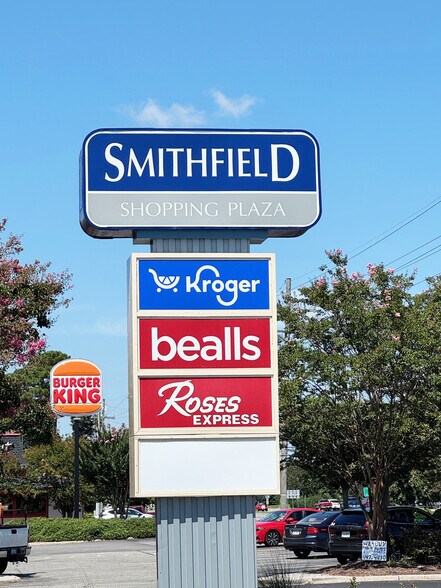 SMITHFIELD
SHOPPING PLAZA
Kroger
bealls
ROSES
EXPRESS
BURGER
KING